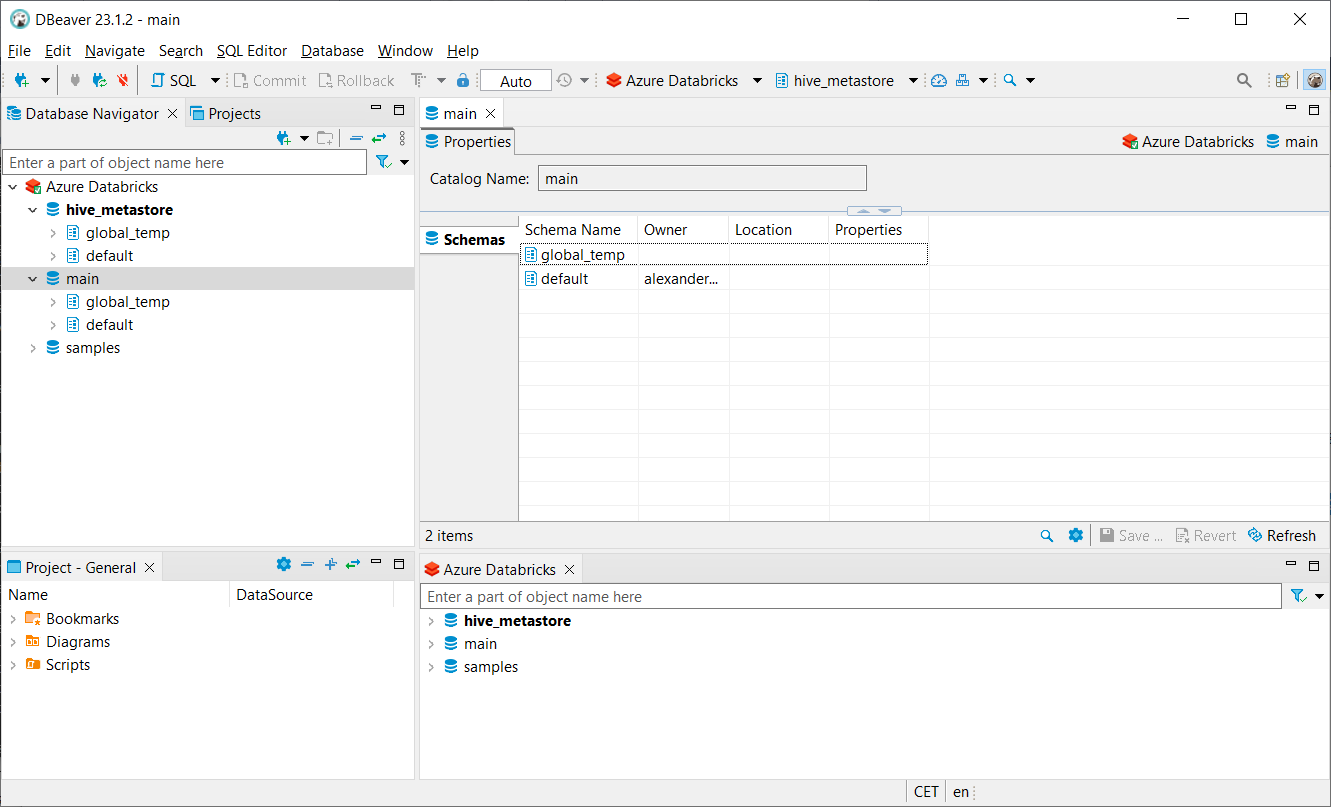 DBeaver 23.1.2 - main
File Edit Navigate Search SQL Editor Database Window Help
SQL Commit Rollback Auto Azure Databricks hive_metastore
Database Navigator Projects
Enter a part of object name here
Azure Databricks
hive_metastore
global_temp
default
main
global_temp
default
samples
main
Properties Azure Databricks main
Catalog Name: main
Schemas
Schema Name Owner Location Properties
global_temp
default alexander...
2 items Save ... Revert Refresh
Project - General
Name DataSource
Bookmarks
Diagrams
Scripts
Azure Databricks
Enter a part of object name here
hive_metastore
main
samples
CET en